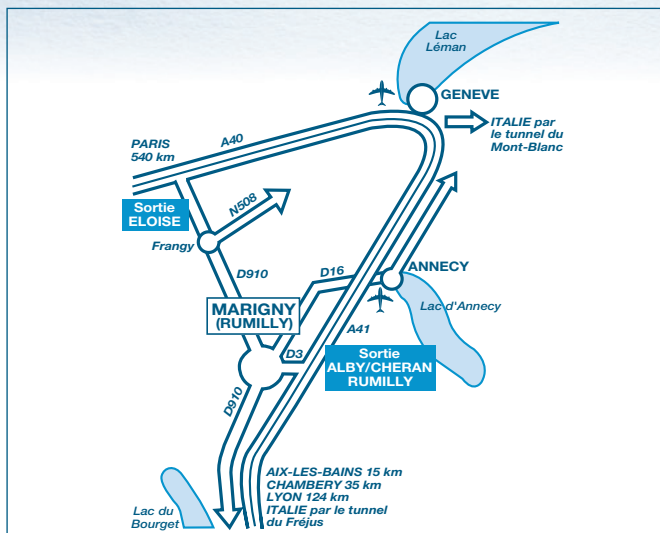 Lac
Léman
GENEVE
ITALIE par
le tunnel du
Mont-Blanc
A40
PARIS
540 km
Sortie
ELOISE
N508
Frangy
D910
D16
ANNECY
MARIGNY
(RUMILLY)
Lac d'Annecy
A41
D3
Sortie
ALBY/CHERAN
RUMILLY
D910
AIX-LES-BAINS 15 km
CHAMBERY 35 km
LYON 124 km
ITALIE par le tunnel
du Fréjus
Lac du
Bourget